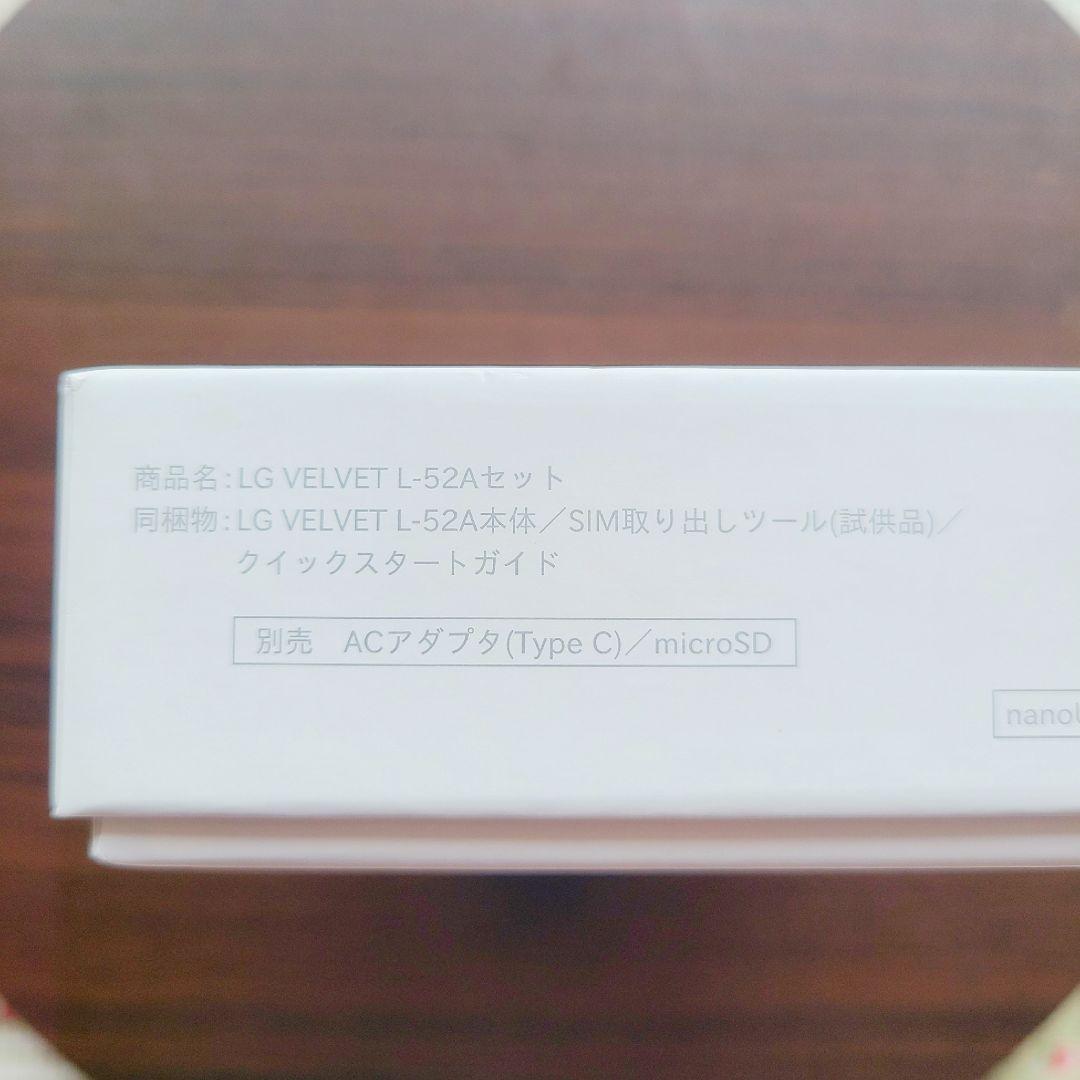 商品名:LG VELVET L-52Aセット
同梱物:LG VELVET L-52A本体／SIM取り出しツール(試供品)／
クイックスタートガイド
別売　ACアダプタ(Type C)／microSD